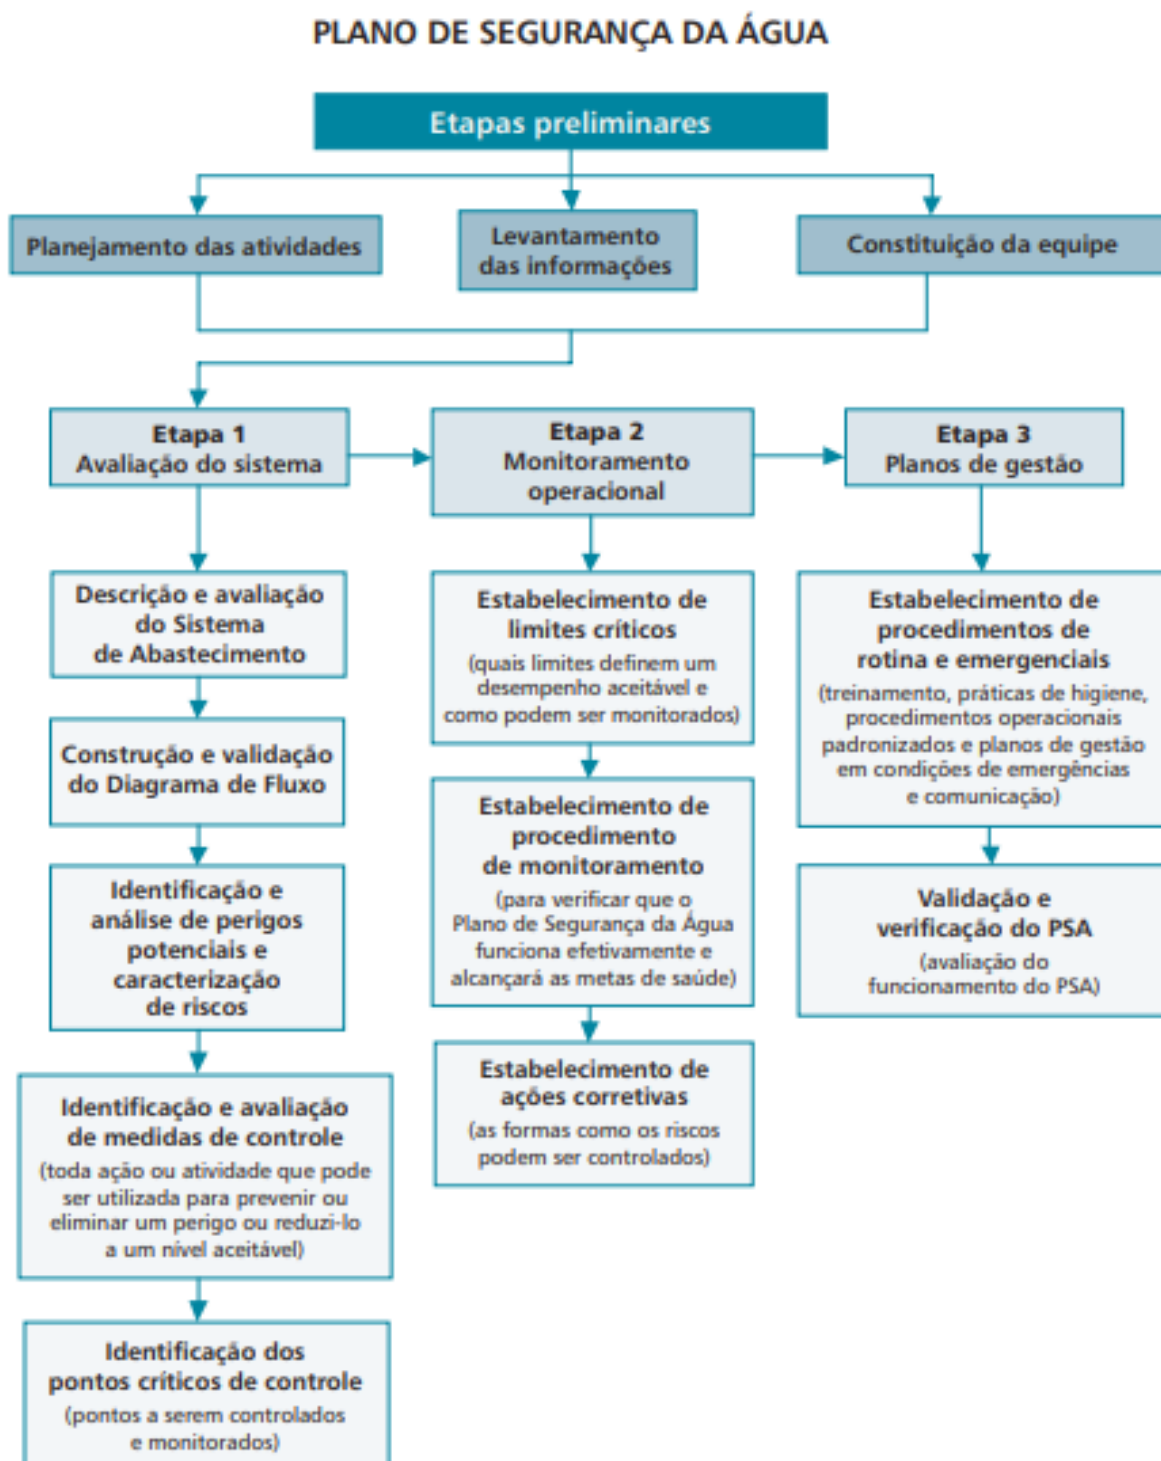 PLANO DE SEGURANÇA DA ÁGUA
Etapas preliminares
Planejamento das atividades
Levantamento
das informações
Constituição da equipe
Etapa 1
Avaliação do sistema
Etapa 2
Monitoramento
operacional
Etapa 3
Planos de gestão
Descrição e avaliação
do Sistema
de Abastecimento
Construção e validação
do Diagrama de Fluxo
Identificação e
análise de perigos
potenciais e
caracterização
de riscos
Identificação e avaliação
de medidas de controle
(toda ação ou atividade que pode
ser utilizada para prevenir ou
eliminar um perigo ou reduzi-lo
a um nível aceitável)
Identificação dos
pontos críticos de controle
(pontos a serem controlados
e monitorados)
Estabelecimento de
limites críticos
(quais limites definem um
desempenho aceitável e
como podem ser monitorados)
Estabelecimento de
procedimento
de monitoramento
(para verificar que o
Plano de Segurança da Água
funciona efetivamente e
alcançará as metas de saúde)
Estabelecimento de
ações corretivas
(as formas como os riscos
podem ser controlados)
Estabelecimento de
procedimentos de
rotina e emergenciais
(treinamento, práticas de higiene,
procedimentos operacionais
padronizados e planos de gestão
em condições de emergências
e comunicação)
Validação e
verificação do PSA
(avaliação do
funcionamento do PSA)